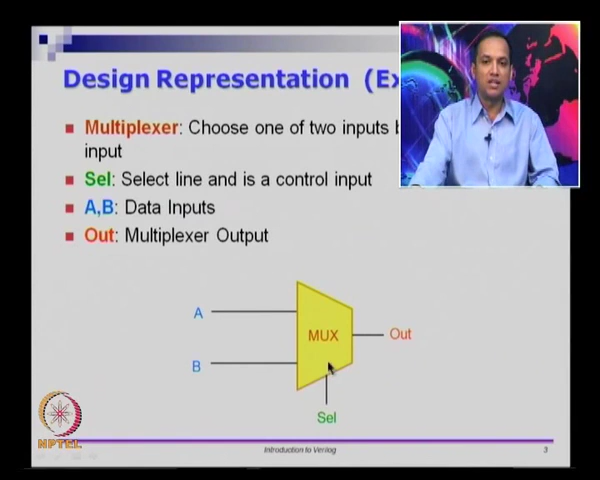 Design Representation (Ex
Multiplexer: Choose one of two inputs b
input
Sel: Select line and is a control input
A,B: Data Inputs
Out: Multiplexer Output
A
MUX
Out
B
Sel
NPTEL
Introduction to Verilog
3